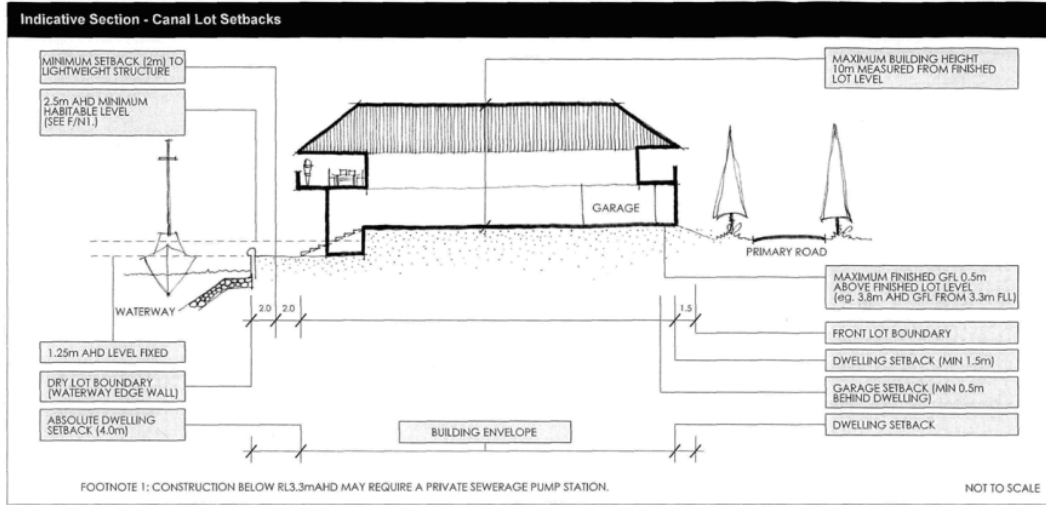 Indicative Section - Canal Lot Setbacks
MINIMUM SETBACK (2m) TO
LIGHTWEIGHT STRUCTURE
2.5m AHD MINIMUM
HABITABLE LEVEL
(SEE F/N1.)
MAXIMUM BUILDING HEIGHT
10m MEASURED FROM FINISHED
LOT LEVEL
GARAGE
PRIMARY ROAD
WATERWAY
2.0
2.0
1.5
MAXIMUM FINISHED GFL 0.5m
ABOVE FINISHED LOT LEVEL
(eg. 3.8m AHD GFL FROM 3.3m FLL)
FRONT LOT BOUNDARY
1.25m AHD LEVEL FIXED
DWELLING SETBACK (MIN 1.5m)
DRY LOT BOUNDARY
(WATERWAY EDGE WALL)
GARAGE SETBACK (MIN 0.5m
BEHIND DWELLING)
ABSOLUTE DWELLING
SETBACK (4.0m)
BUILDING ENVELOPE
DWELLING SETBACK
FOOTNOTE 1: CONSTRUCTION BELOW RL3.3mAHD MAY REQUIRE A PRIVATE SEWERAGE PUMP STATION.
NOT TO SCALE